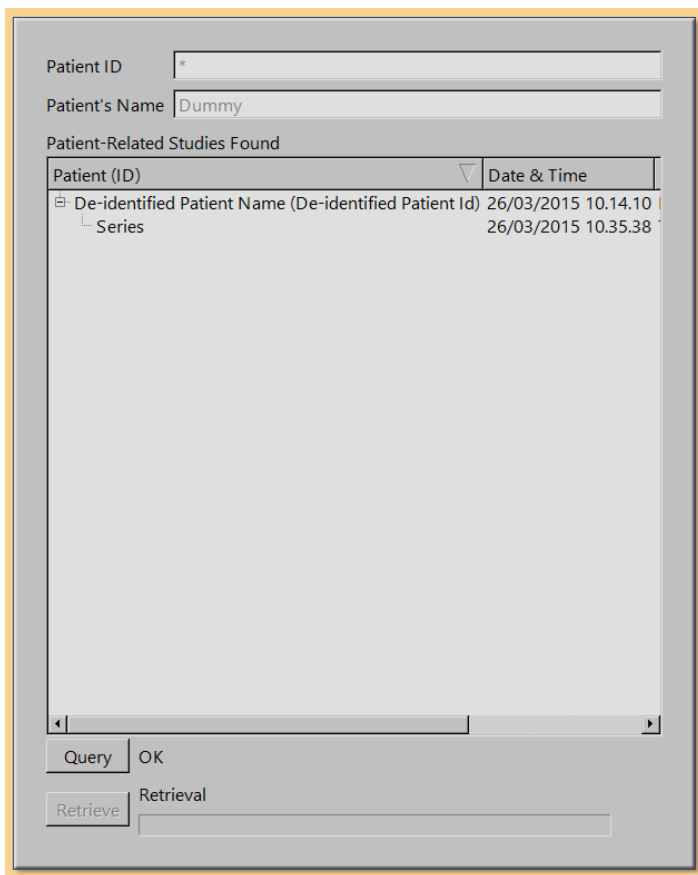 Patient ID *
Patient's Name Dummy
Patient-Related Studies Found
Patient (ID) Date & Time
De-identified Patient Name (De-identified Patient Id) 26/03/2015 10.14.10
Series 26/03/2015 10.35.38
Query OK
Retrieval
Retrieve